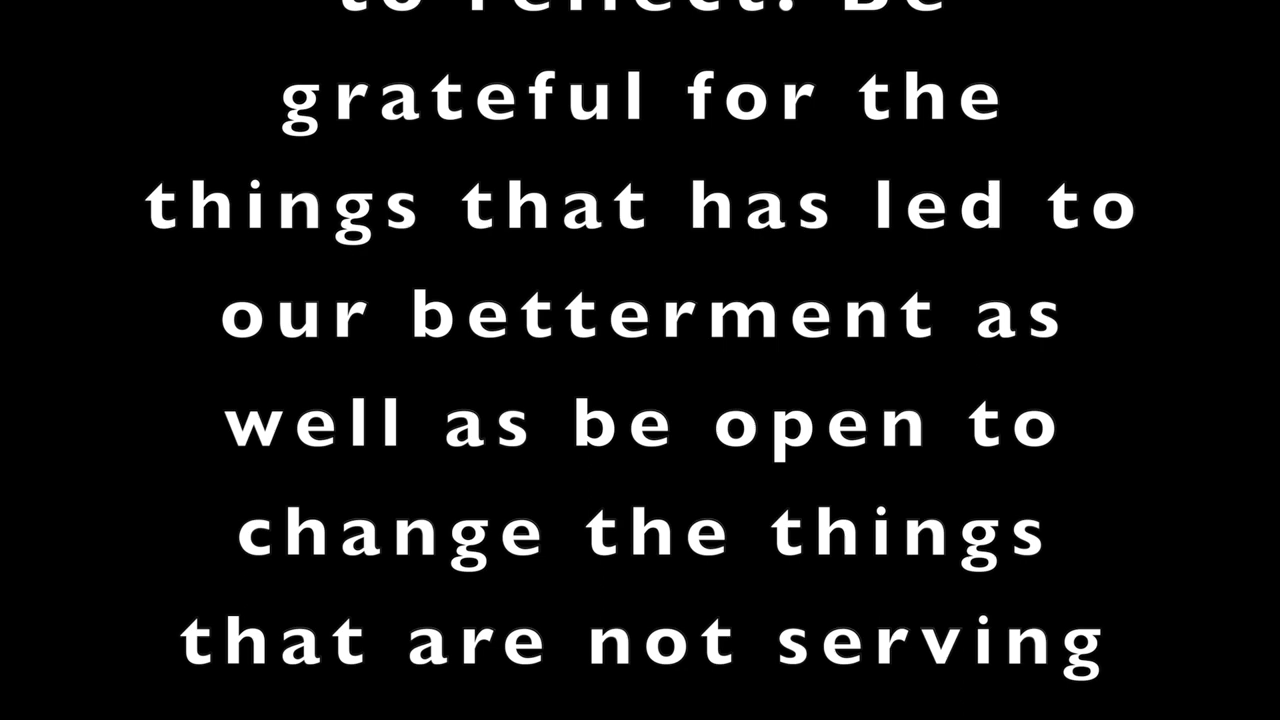 to reflect. Be
grateful for the
things that has led to
our betterment as
well as be open to
change the things
that are not serving